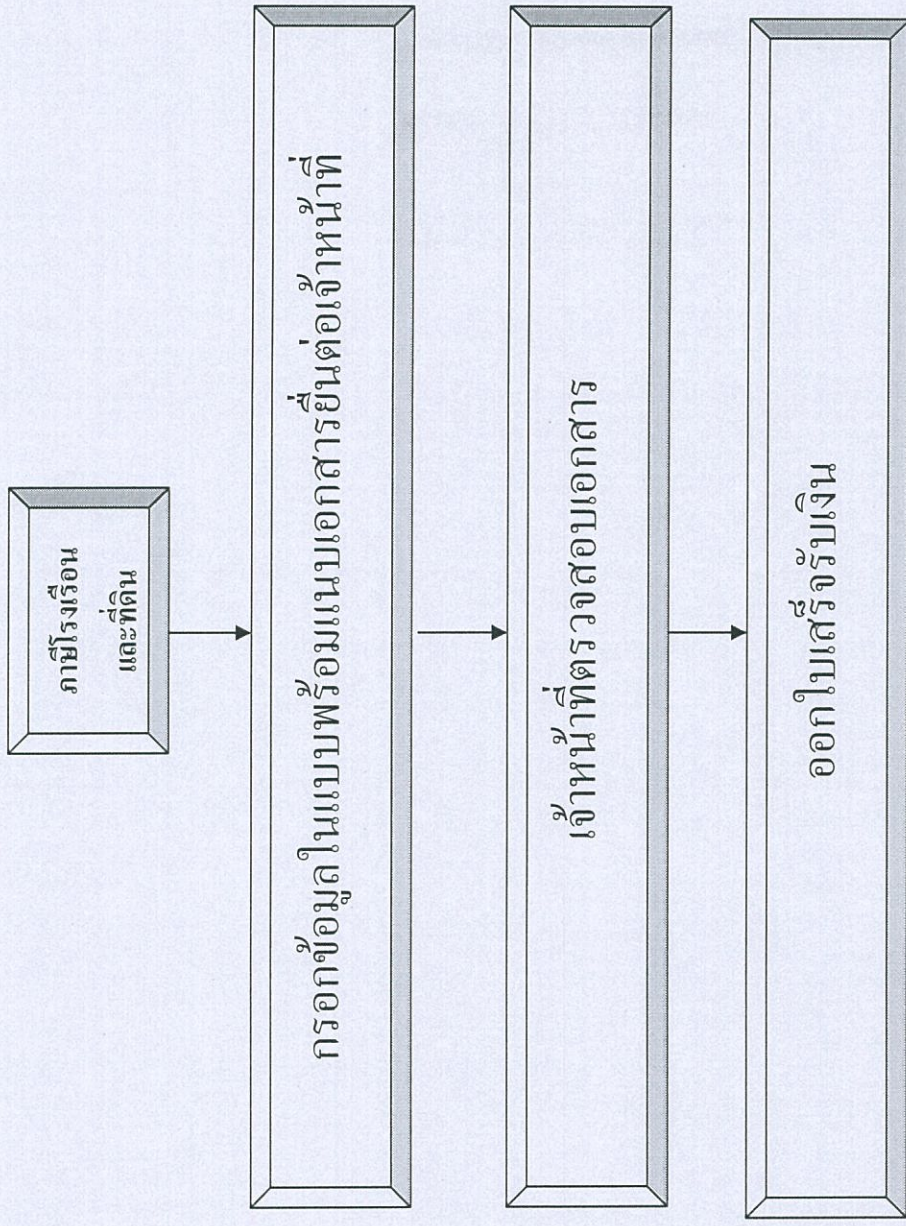 ภาษีโรงเรือน
และที่ดิน
กรอกข้อมูลในแบบพร้อมแนบเอกสารยื่นต่อเจ้าหน้าที่
เจ้าหน้าที่ตรวจสอบเอกสาร
ออกใบเสร็จรับเงิน